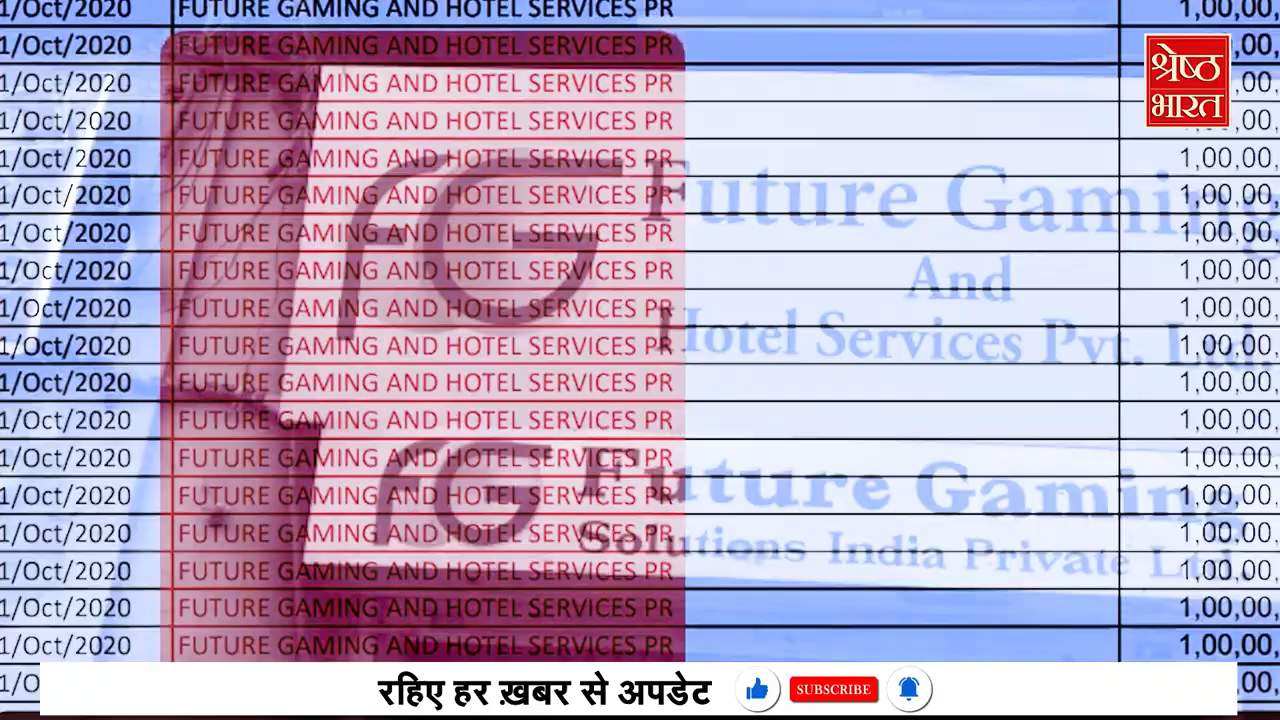 1/Oct/2020 FUTURE GAMING AND HOTEL SERVICES PR 1,00,00,
1/Oct/2020 FUTURE GAMING AND HOTEL SERVICES PR ,00,
1/Oct/2020 FUTURE GAMING AND HOTEL SERVICES PR ,00,
1/Oct/2020 FUTURE GAMING AND HOTEL SERVICES PR ,00,
1/Oct/2020 FUTURE GAMING AND HOTEL SERVICES PR 1,00,00,
1/Oct/2020 FUTURE GAMING AND HOTEL SERVICES PR 1,00,00,
1/Oct/2020 FUTURE GAMING AND HOTEL SERVICES PR 1,00,00,
1/Oct/2020 FUTURE GAMING AND HOTEL SERVICES PR 1,00,00,
1/Oct/2020 FUTURE GAMING AND HOTEL SERVICES PR 1,00,00,
1/Oct/2020 FUTURE GAMING AND HOTEL SERVICES PR 1,00,00,
1/Oct/2020 FUTURE GAMING AND HOTEL SERVICES PR 1,00,00,
1/Oct/2020 FUTURE GAMING AND HOTEL SERVICES PR 1,00,00,
1/Oct/2020 FUTURE GAMING AND HOTEL SERVICES PR 1,00,00,
1/Oct/2020 FUTURE GAMING AND HOTEL SERVICES PR 1,00,00,
1/Oct/2020 FUTURE GAMING AND HOTEL SERVICES PR 1,00,00,
1/Oct/2020 FUTURE GAMING AND HOTEL SERVICES PR 1,00,00,
1/Oct/2020 FUTURE GAMING AND HOTEL SERVICES PR 1,00,00,
1/Oct/2020 FUTURE GAMING AND HOTEL SERVICES PR 1,00,00,
1/O 00,
श्रेष्ठ
भारत
fG Future Gaming
And
Hotel Services Pvt. Ltd.
fG Future Gaming
Solutions India Private Ltd.
रहिए हर ख़बर से अपडेट SUBSCRIBE